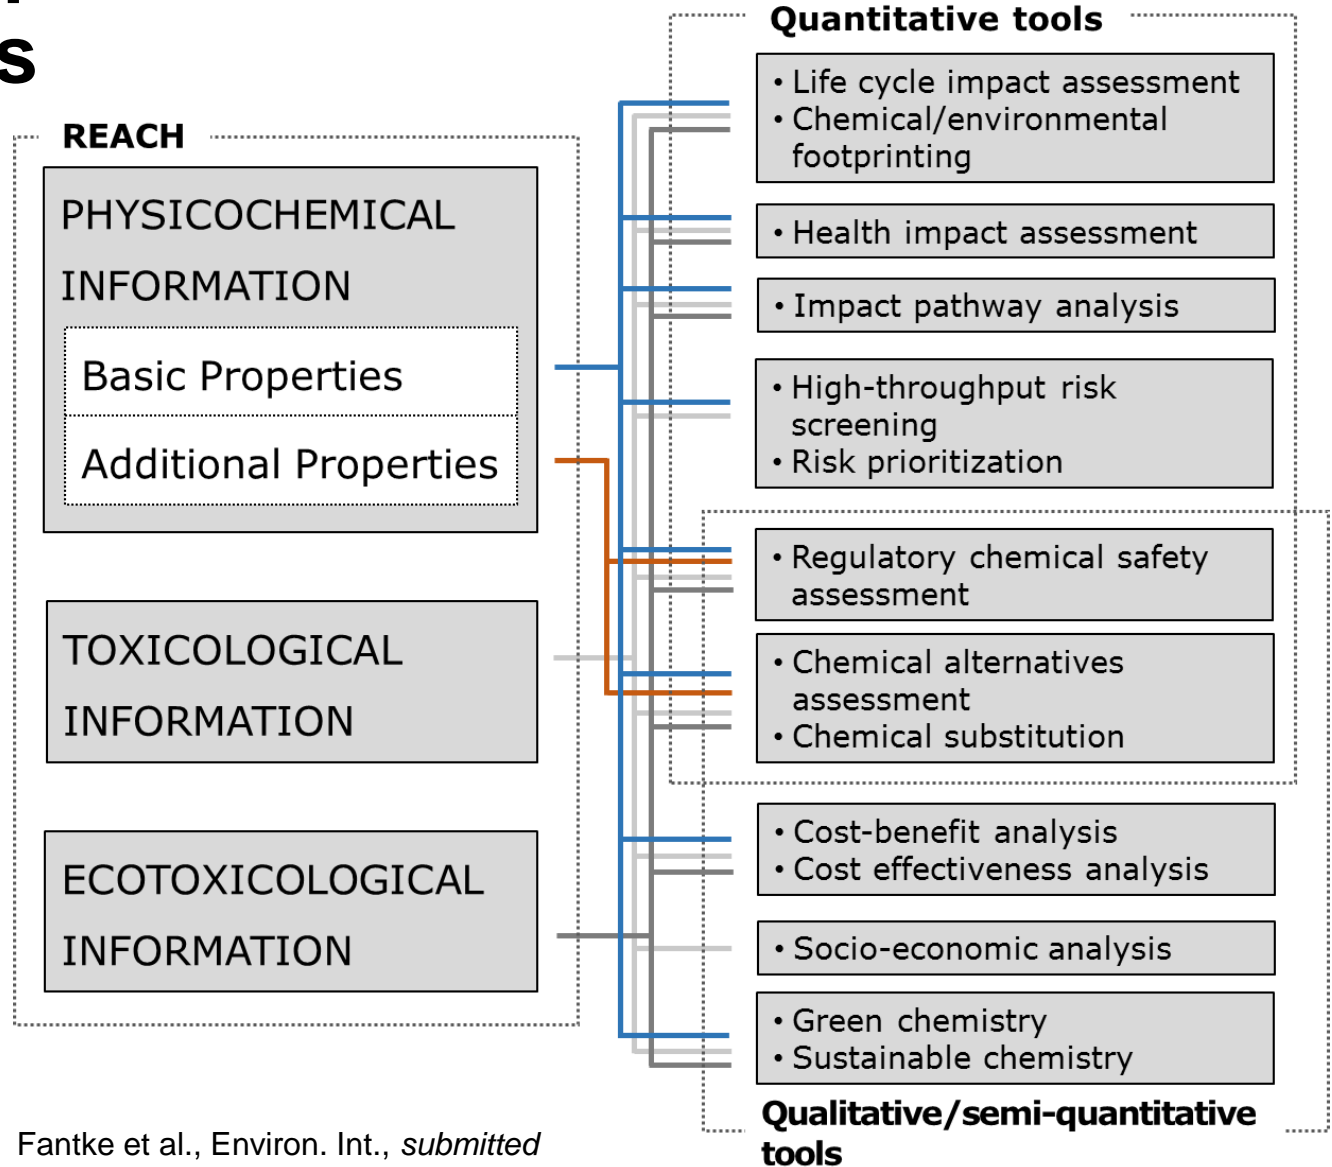 s
REACH
PHYSICOCHEMICAL
INFORMATION
Basic Properties
Additional Properties
TOXICOLOGICAL
INFORMATION
ECOTOXICOLOGICAL
INFORMATION
Quantitative tools
• Life cycle impact assessment
• Chemical/environmental
footprinting
• Health impact assessment
• Impact pathway analysis
• High-throughput risk
screening
• Risk prioritization
• Regulatory chemical safety
assessment
• Chemical alternatives
assessment
• Chemical substitution
• Cost-benefit analysis
• Cost effectiveness analysis
• Socio-economic analysis
• Green chemistry
• Sustainable chemistry
Qualitative/semi-quantitative
tools
Fantke et al., Environ. Int., submitted